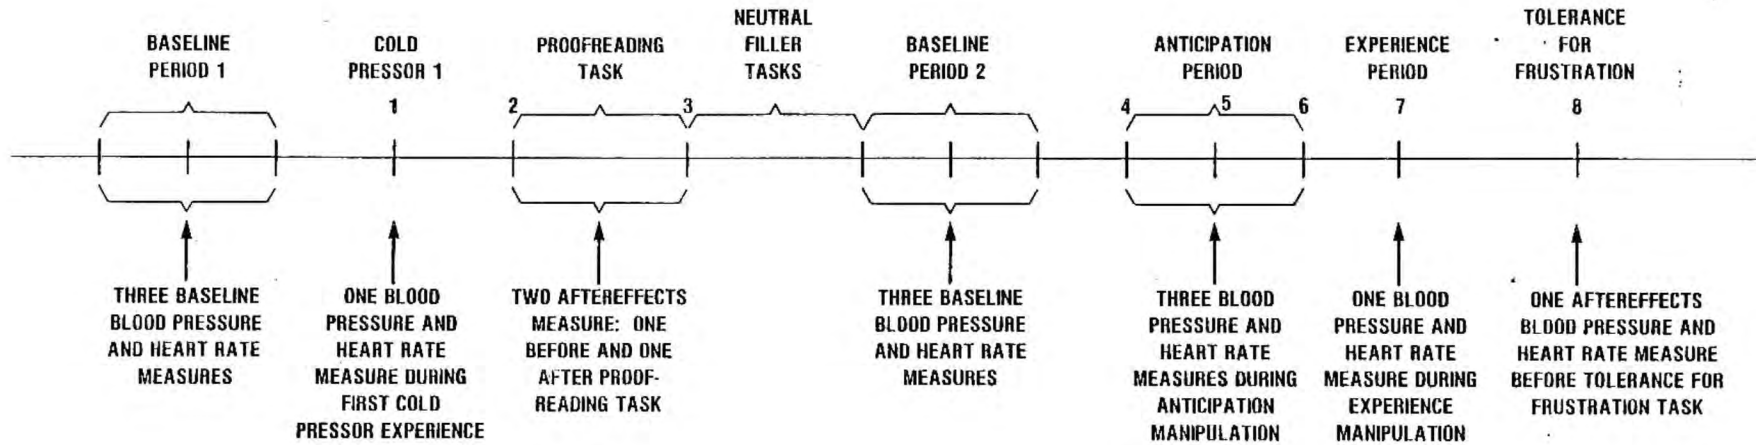 BASELINE
PERIOD 1
COLD
PRESSOR 1
PROOFREADING
TASK
NEUTRAL
FILLER
TASKS
BASELINE
PERIOD 2
ANTICIPATION
PERIOD
EXPERIENCE
PERIOD
TOLERANCE
FOR
FRUSTRATION
1
2
3
4
5
6
7
8
THREE BASELINE
BLOOD PRESSURE
AND HEART RATE
MEASURES
ONE BLOOD
PRESSURE AND
HEART RATE
MEASURE DURING
FIRST COLD
PRESSOR EXPERIENCE
TWO AFTEREFFECTS
MEASURE: ONE
BEFORE AND ONE
AFTER PROOF-
READING TASK
THREE BASELINE
BLOOD PRESSURE
AND HEART RATE
MEASURES
THREE BLOOD
PRESSURE AND
HEART RATE
MEASURES DURING
ANTICIPATION
MANIPULATION
ONE BLOOD
PRESSURE AND
HEART RATE
MEASURE DURING
EXPERIENCE
MANIPULATION
ONE AFTEREFFECTS
BLOOD PRESSURE AND
HEART RATE MEASURE
BEFORE TOLERANCE FOR
FRUSTRATION TASK